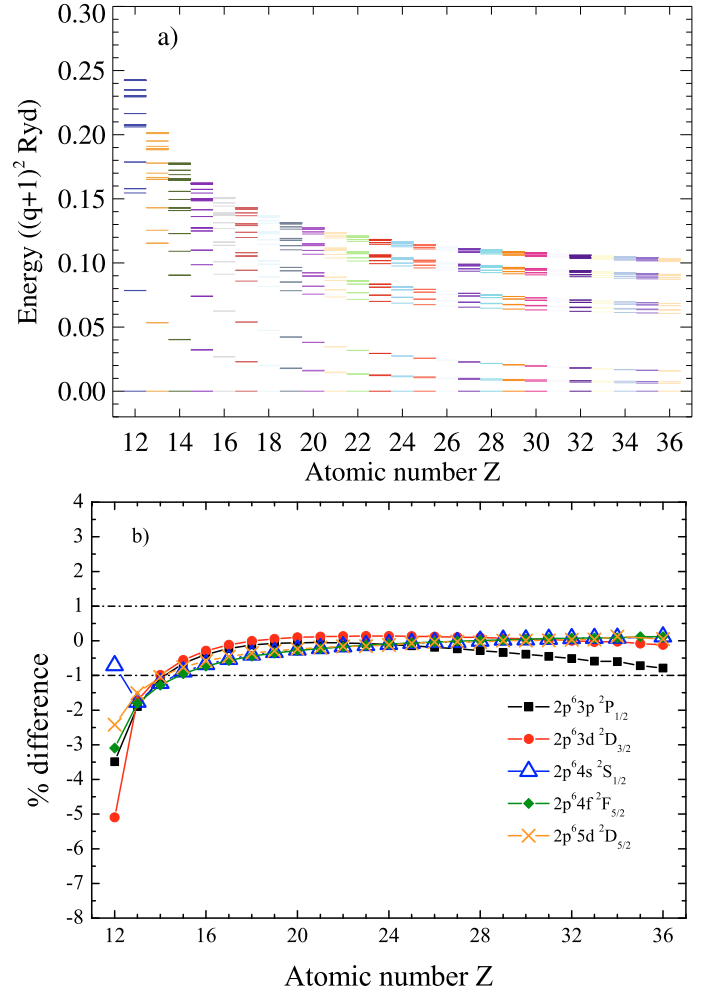 a)
0.30
0.25
0.20
0.15
0.10
0.05
0.00
Energy ((q+1)² Ryd)
12 14 16 18 20 22 24 26 28 30 32 34 36
Atomic number Z
b)
4
3
2
1
0
-1
-2
-3
-4
-5
-6
-7
-8
% difference
2p⁶3p ²P₁/₂
2p⁶3d ²D₃/₂
2p⁶4s ²S₁/₂
2p⁶4f ²F₅/₂
2p⁶5d ²D₅/₂
12 16 20 24 28 32 36
Atomic number Z